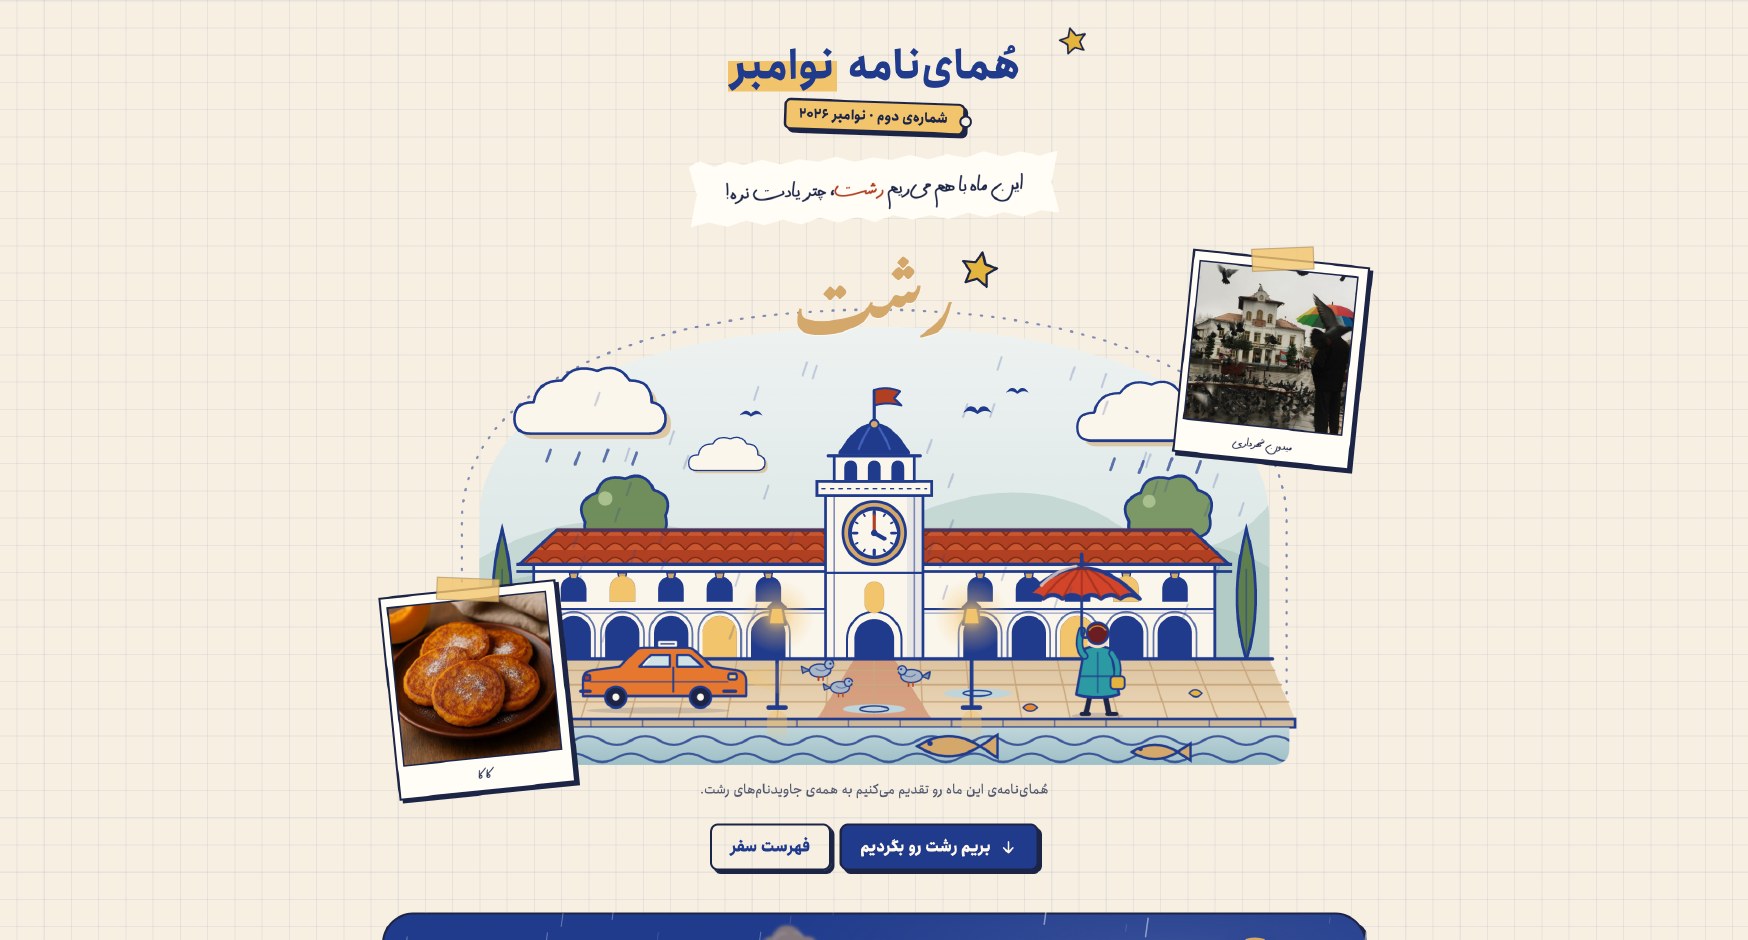 هُمای‌نامه نوامبر
شماره‌ی دوم · نوامبر ۲۰۲۶
این ماه با هم می‌ریم رشت، چتر یادت نره!
رشت
میدون شهرداری
کاکا
هُمای‌نامه‌ی این ماه رو تقدیم می‌کنیم به همه‌ی جاویدنام‌های رشت.
↓ بریم رشت رو بگردیم
فهرست سفر